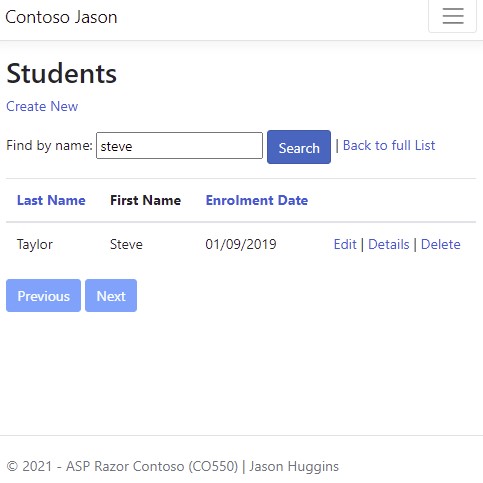 Contoso Jason
Students
Create New
Find by name: steve Search | Back to full List
Last Name First Name Enrolment Date
Taylor Steve 01/09/2019 Edit | Details | Delete
Previous Next
© 2021 - ASP Razor Contoso (CO550) | Jason Huggins